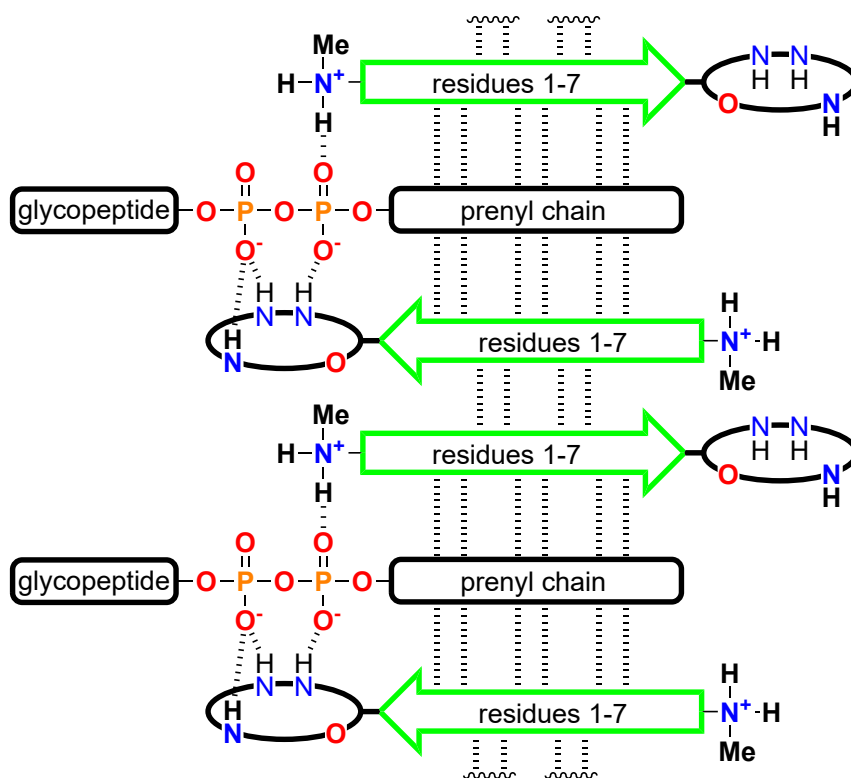 Me
N N
H N+ residues 1-7 H H
O N
H H
O O
glycopeptide O P O P O prenyl chain
O- O-
H H H
N N
H residues 1-7 N+ H
N O
Me
Me
N N
H N+ residues 1-7 H H
O N
H H
O O
glycopeptide O P O P O prenyl chain
O- O-
H H H
N N
H residues 1-7 N+ H
N O
Me